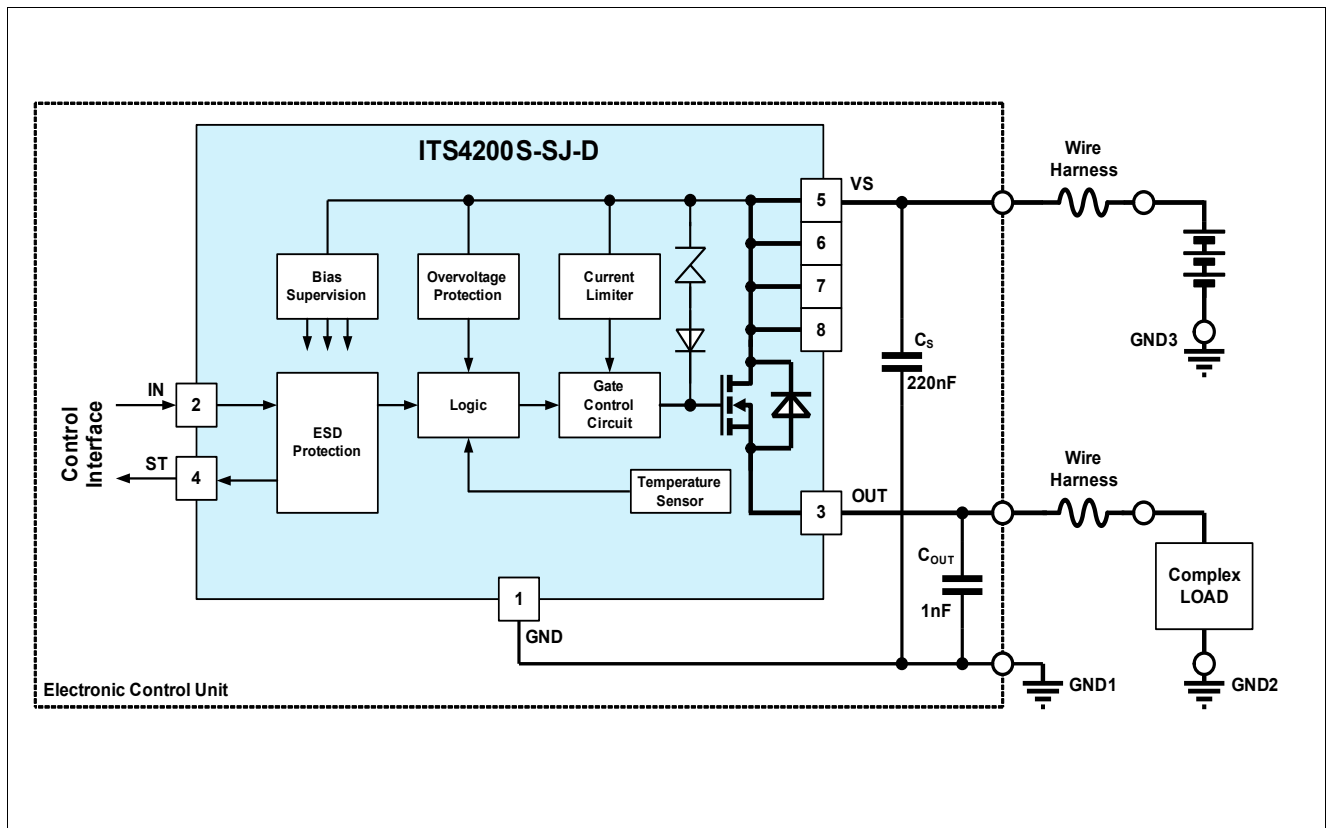 ITS4200S-SJ-D
VS
5
6
7
8
Wire
Harness
GND3
Bias
Supervision
Overvoltage
Protection
Current
Limiter
CS
220nF
Control
Interface
IN
2
ST
4
ESD
Protection
Logic
Gate
Control
Circuit
Temperature
Sensor
OUT
3
Wire
Harness
COUT
1nF
Complex
LOAD
1
GND
GND1
GND2
Electronic Control Unit